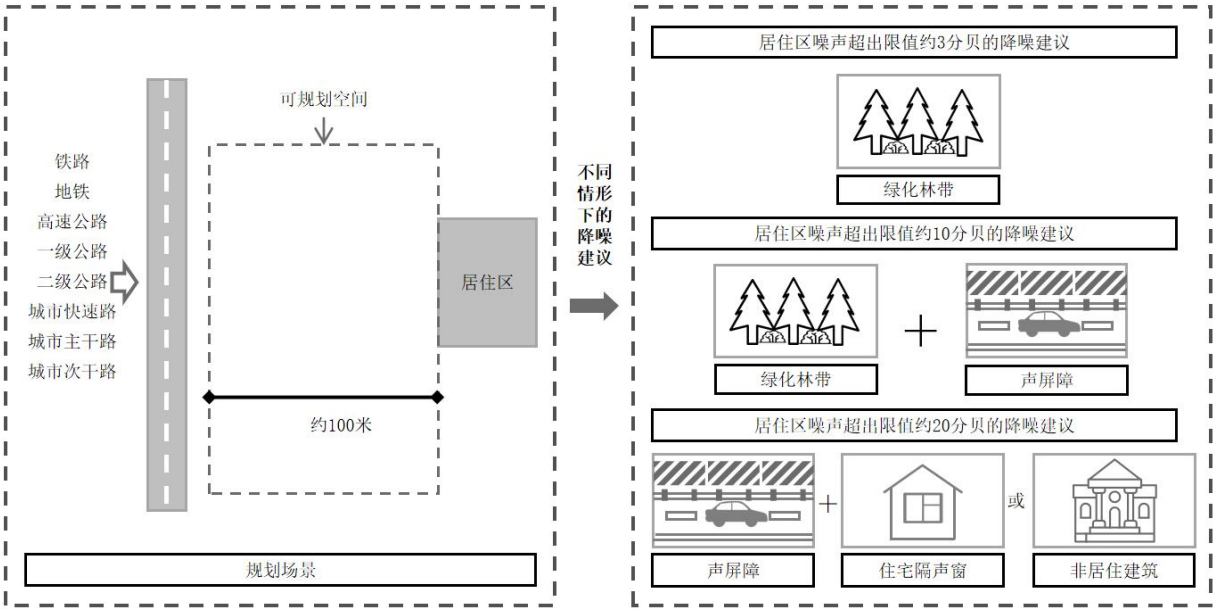 可规划空间
铁路
地铁
高速公路
一级公路
二级公路
城市快速路
城市主干路
城市次干路
居住区
约100米
规划场景
不同
情形
下的
降噪
建议
居住区噪声超出限值约3分贝的降噪建议
绿化林带
居住区噪声超出限值约10分贝的降噪建议
绿化林带
声屏障
居住区噪声超出限值约20分贝的降噪建议
或
声屏障
住宅隔声窗
非居住建筑